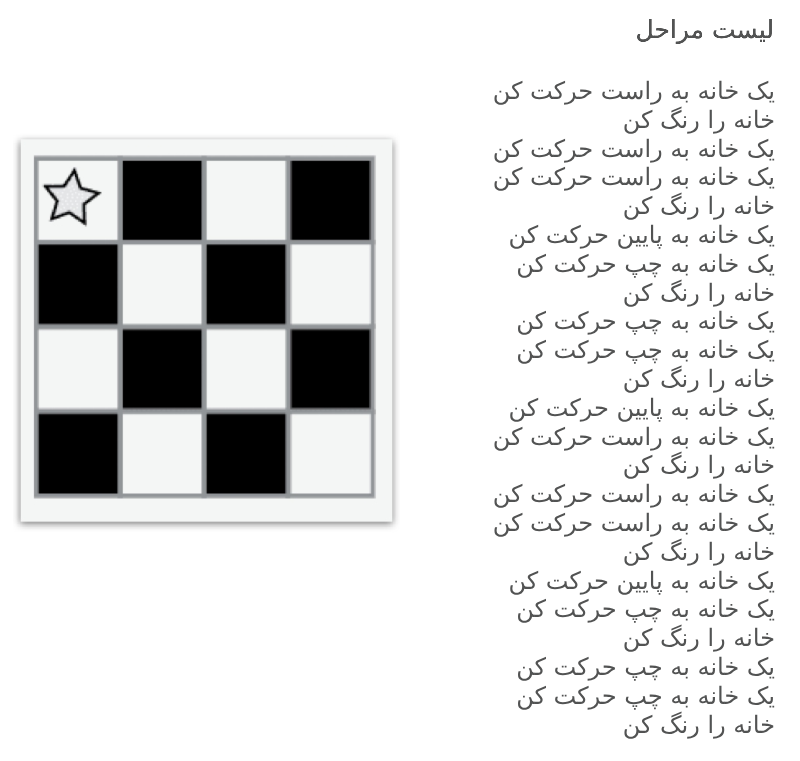 لیست مراحل
یک خانه به راست حرکت کن
خانه را رنگ کن
یک خانه به راست حرکت کن
یک خانه به راست حرکت کن
خانه را رنگ کن
یک خانه به پایین حرکت کن
یک خانه به چپ حرکت کن
خانه را رنگ کن
یک خانه به چپ حرکت کن
یک خانه به چپ حرکت کن
خانه را رنگ کن
یک خانه به پایین حرکت کن
یک خانه به راست حرکت کن
خانه را رنگ کن
یک خانه به راست حرکت کن
یک خانه به راست حرکت کن
خانه را رنگ کن
یک خانه به پایین حرکت کن
یک خانه به چپ حرکت کن
خانه را رنگ کن
یک خانه به چپ حرکت کن
یک خانه به چپ حرکت کن
خانه را رنگ کن